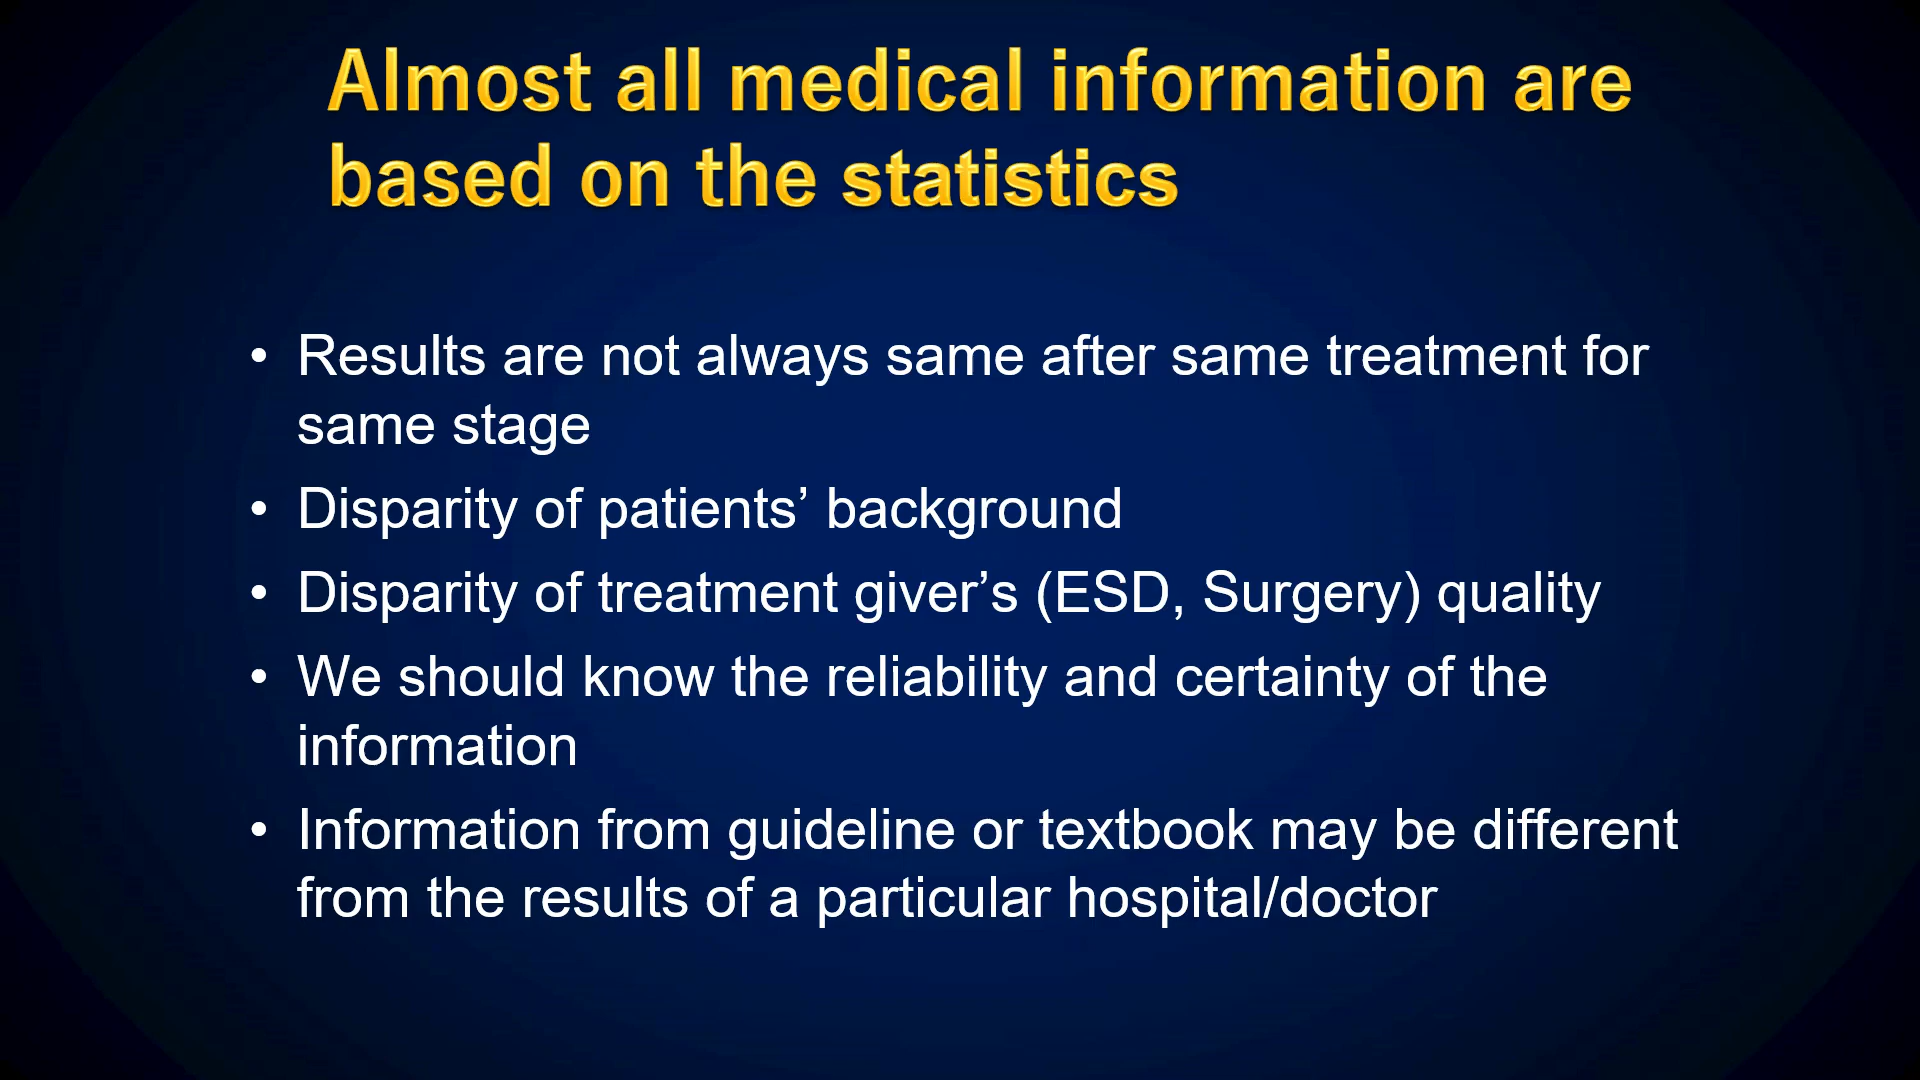 Almost all medical information are
based on the statistics
• Results are not always same after same treatment for
same stage
• Disparity of patients’ background
• Disparity of treatment giver’s (ESD, Surgery) quality
• We should know the reliability and certainty of the
information
• Information from guideline or textbook may be different
from the results of a particular hospital/doctor